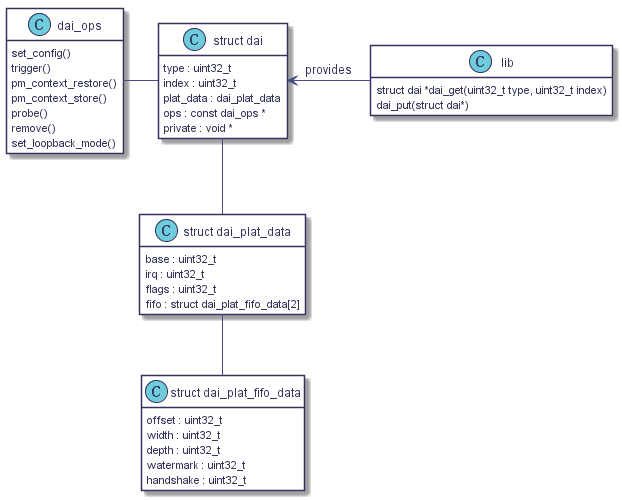 C dai_ops
set_config()
trigger()
pm_context_restore()
pm_context_store()
probe()
remove()
set_loopback_mode()
C struct dai
type : uint32_t
index : uint32_t
plat_data : dai_plat_data
ops : const dai_ops *
private : void *
provides
C lib
struct dai *dai_get(uint32_t type, uint32_t index)
dai_put(struct dai*)
C struct dai_plat_data
base : uint32_t
irq : uint32_t
flags : uint32_t
fifo : struct dai_plat_fifo_data[2]
C struct dai_plat_fifo_data
offset : uint32_t
width : uint32_t
depth : uint32_t
watermark : uint32_t
handshake : uint32_t